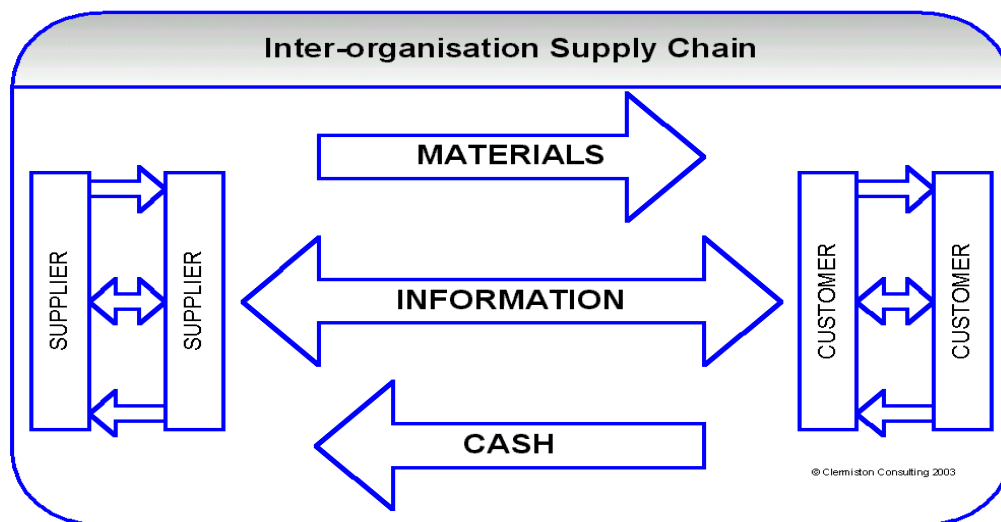 Inter-organisation Supply Chain
MATERIALS
SUPPLIER
SUPPLIER
INFORMATION
CUSTOMER
CUSTOMER
CASH
© Clermiston Consulting 2003